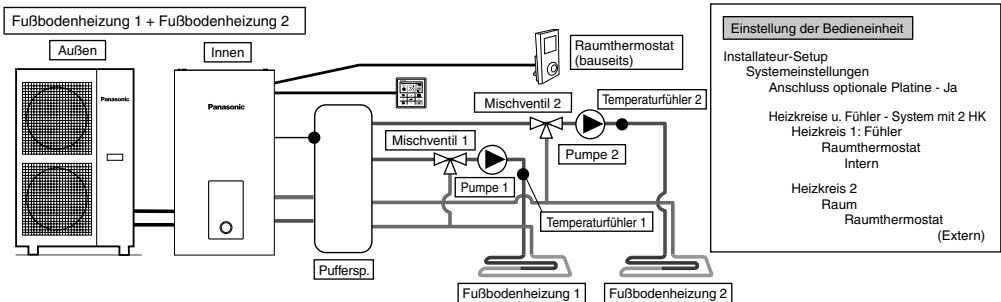 Fußbodenheizung 1 + Fußbodenheizung 2
Außen
Innen
Panasonic
Panasonic
Raumthermostat
(bauseits)
Mischventil 2
Temperaturfühler 2
Mischventil 1
Pumpe 2
Pumpe 1
Temperaturfühler 1
Puffersp.
Fußbodenheizung 1
Fußbodenheizung 2
Einstellung der Bedieneinheit
Installateur-Setup
Systemeinstellungen
Anschluss optionale Platine - Ja
Heizkreise u. Fühler - System mit 2 HK
Heizkreis 1: Fühler
Raumthermostat
Intern
Heizkreis 2
Raum
Raumthermostat
(Extern)